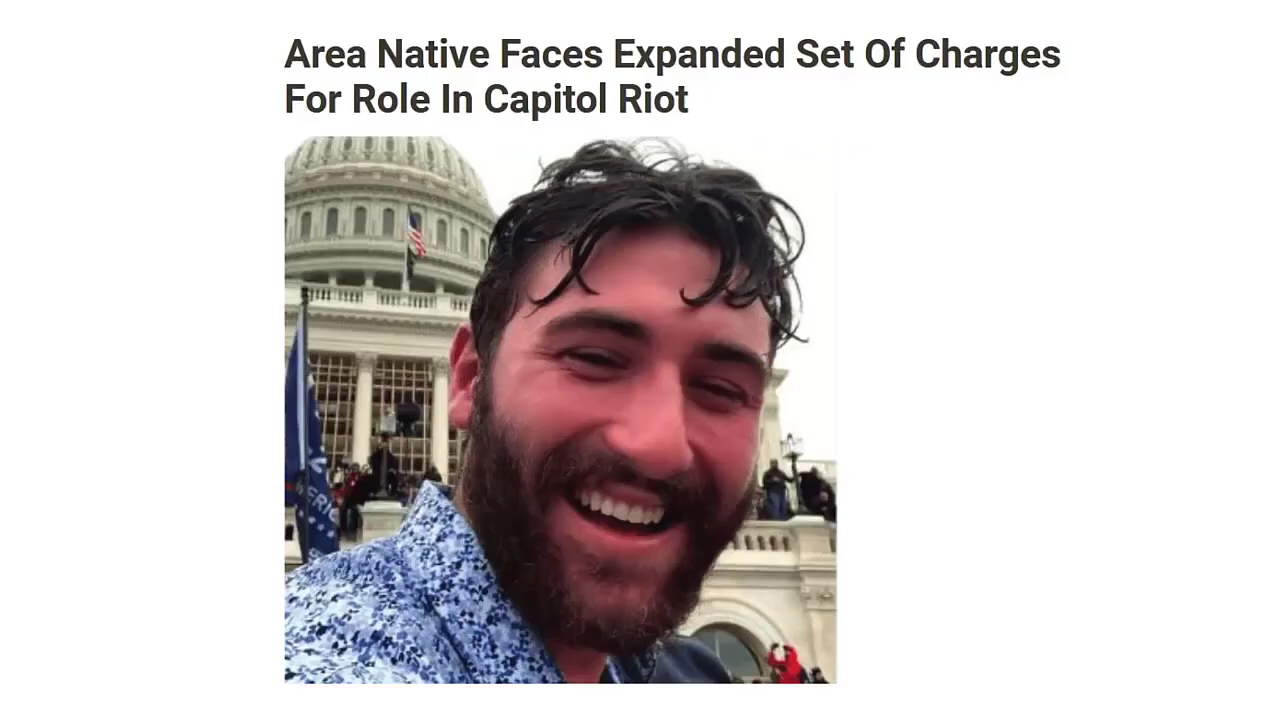 Area Native Faces Expanded Set Of Charges
For Role In Capitol Riot